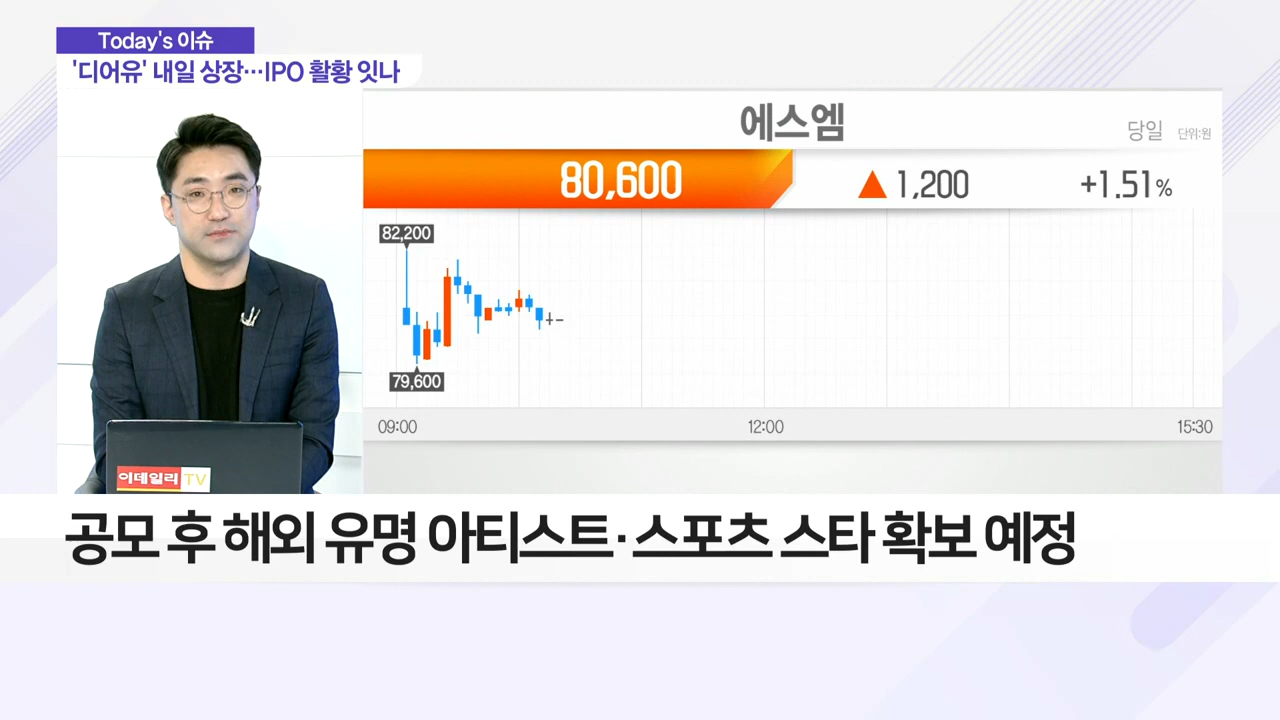 Today's 이슈
'디어유' 내일 상장…IPO 활황 잇나
에스엠
당일 단위:원
80,600 ▲ 1,200 +1.51%
82,200
79,600
09:00 12:00 15:30
이데일리 TV
공모 후 해외 유명 아티스트·스포츠 스타 확보 예정